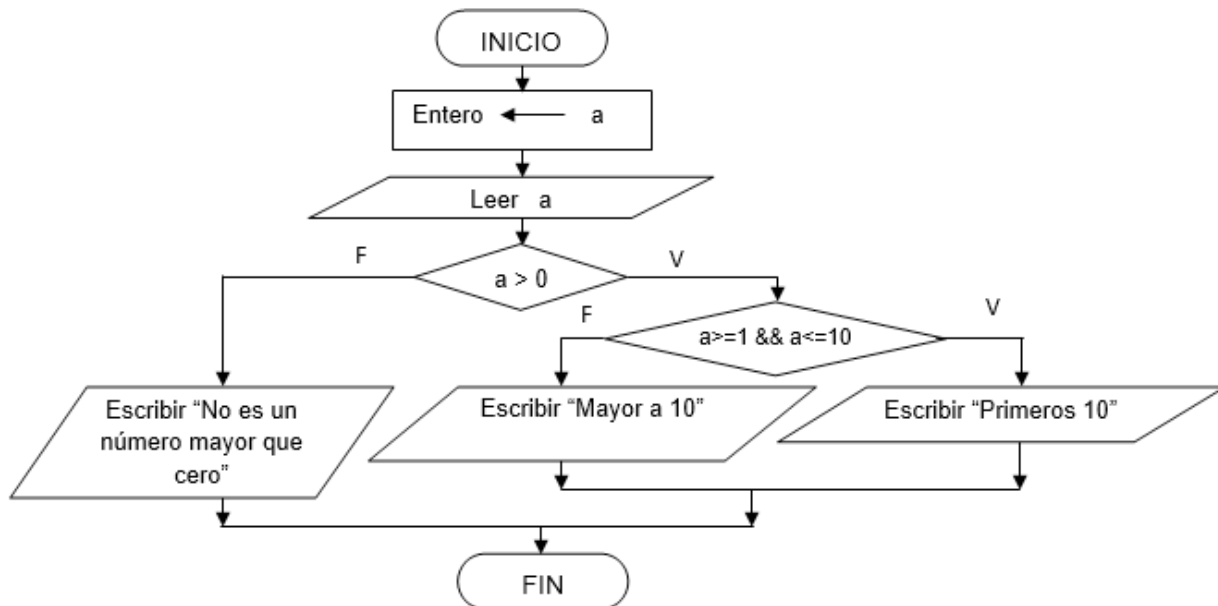 INICIO
Entero a
Leer a
F
a > 0
V
F
a>=1 && a<=10
V
Escribir “No es un
número mayor que
cero”
Escribir “Mayor a 10”
Escribir “Primeros 10”
FIN